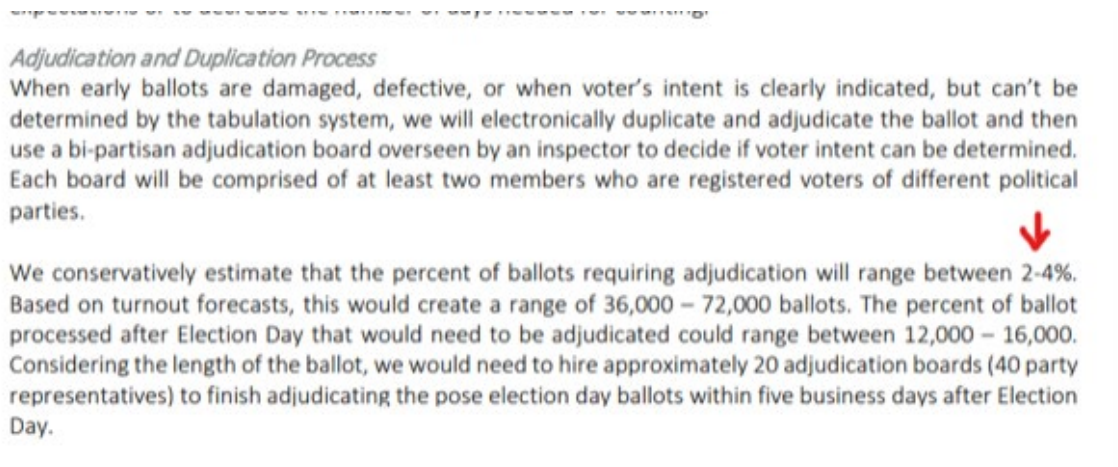 Adjudication and Duplication Process
When early ballots are damaged, defective, or when voter's intent is clearly indicated, but can't be
determined by the tabulation system, we will electronically duplicate and adjudicate the ballot and then
use a bi-partisan adjudication board overseen by an inspector to decide if voter intent can be determined.
Each board will be comprised of at least two members who are registered voters of different political
parties.
We conservatively estimate that the percent of ballots requiring adjudication will range between 2-4%.
Based on turnout forecasts, this would create a range of 36,000 – 72,000 ballots. The percent of ballot
processed after Election Day that would need to be adjudicated could range between 12,000 – 16,000.
Considering the length of the ballot, we would need to hire approximately 20 adjudication boards (40 party
representatives) to finish adjudicating the pose election day ballots within five business days after Election
Day.